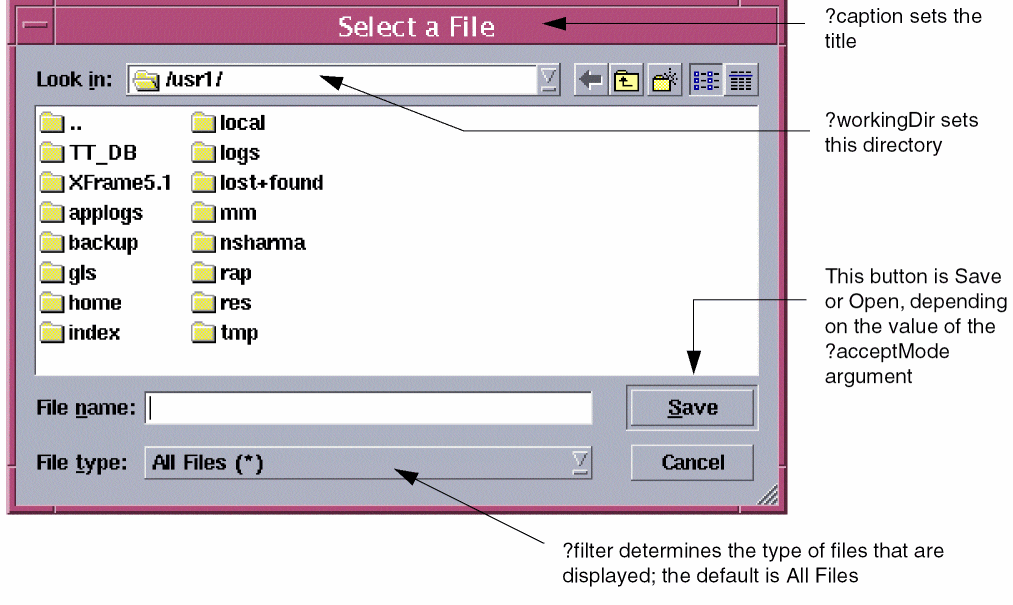 Select a File
?caption sets the
title
Look in: /usr1/
?workingDir sets
this directory
.. local
TT_DB logs
XFrame5.1 lost+found
applogs mm
backup nsharma
gls rap
home res
index tmp
This button is Save
or Open, depending
on the value of the
?acceptMode
argument
File name:
Save
File type: All Files (*)
Cancel
?filter determines the type of files that are
displayed; the default is All Files